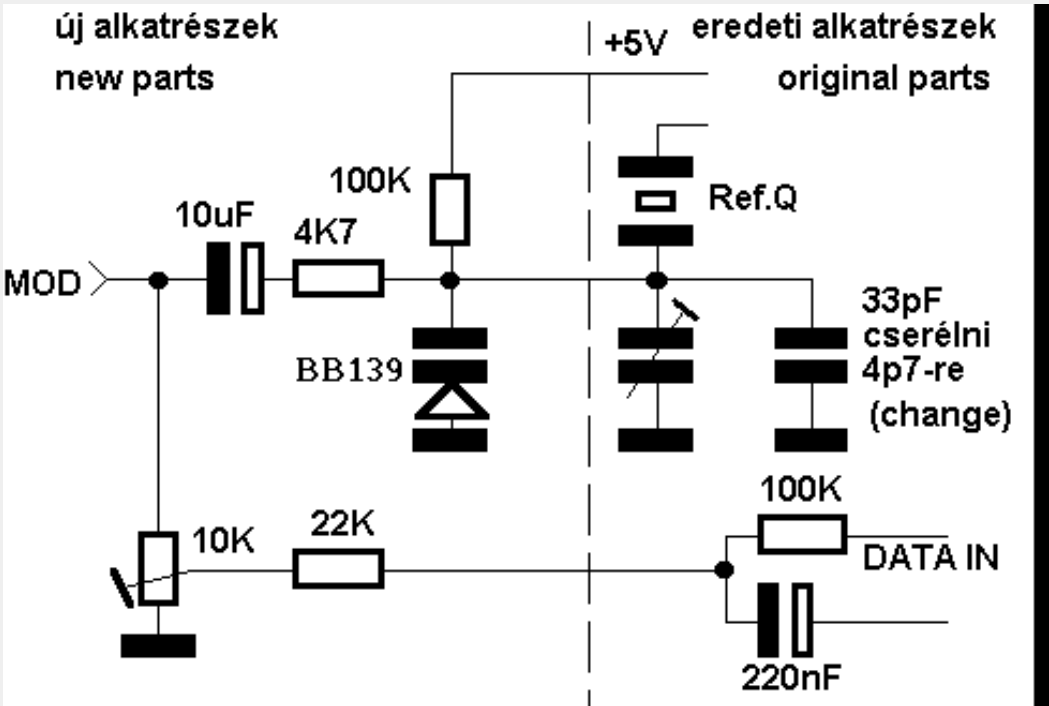 új alkatrészek
new parts
+5V
eredeti alkatrészek
original parts
100K
Ref.Q
10uF
4K7
MOD
33pF
cserélni
4p7-re
(change)
BB139
100K
10K
22K
DATA IN
220nF